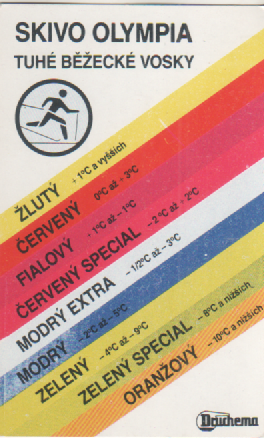 SKIVO OLYMPIA
TUHÉ BĚŽECKÉ VOSKY
ŽLUTÝ + 1°C a vyšších
ČERVENÝ 0°C až + 3°C
FIALOVÝ - 1°C až - 1°C
ČERVENÝ SPECIAL - 2°C až + 2°C
MODRÝ EXTRA - 1/2°C až - 3°C
MODRÝ - 2°C až - 5°C
ZELENÝ - 4°C až - 9°C
ZELENÝ SPECIAL - 8°C a nižších
ORANŽOVÝ - 10°C a nižších
Druchema